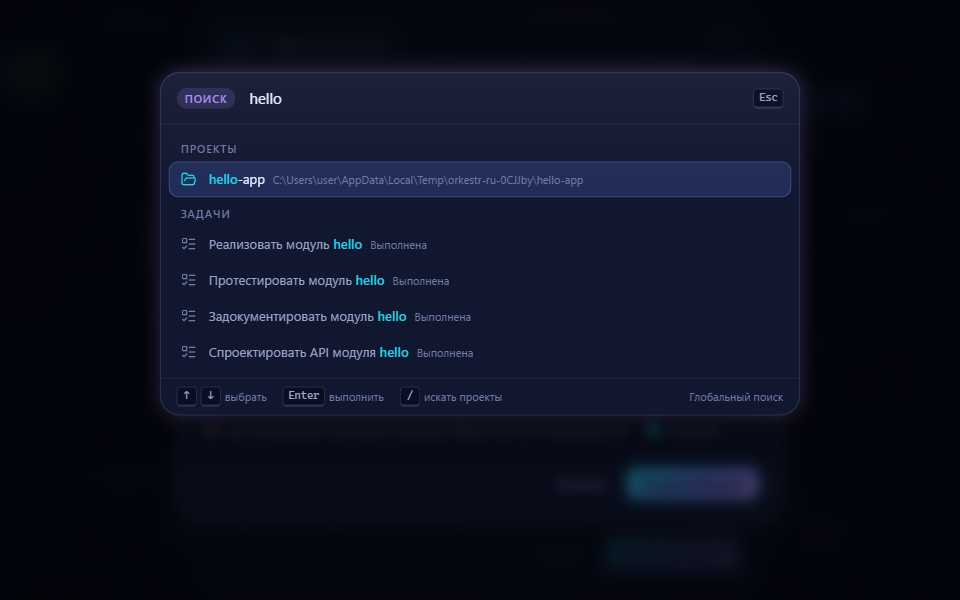 ПОИСК hello Esc
ПРОЕКТЫ
hello-app C:\Users\user\AppData\Local\Temp\orkestr-ru-0CJJby\hello-app
ЗАДАЧИ
Реализовать модуль hello Выполнена
Протестировать модуль hello Выполнена
Задокументировать модуль hello Выполнена
Спроектировать API модуля hello Выполнена
↑ ↓ выбрать Enter выполнить / искать проекты Глобальный поиск